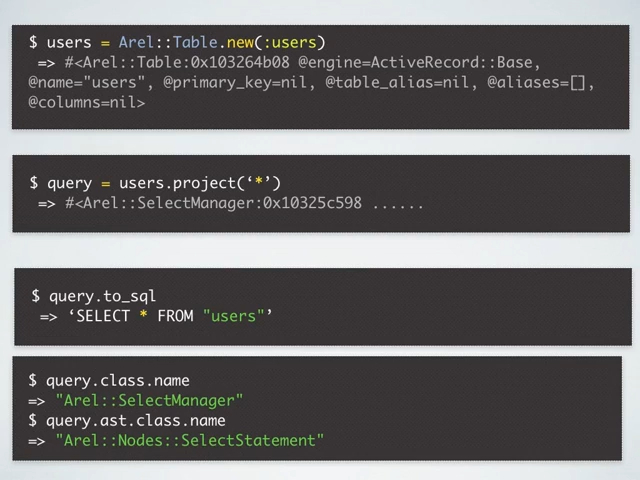 $ users = Arel::Table.new(:users)
=> #<Arel::Table:0x103264b08 @engine=ActiveRecord::Base,
@name="users", @primary_key=nil, @table_alias=nil, @aliases=[],
@columns=nil>
$ query = users.project(‘*’)
=> #<Arel::SelectManager:0x10325c598 ......
$ query.to_sql
=> ‘SELECT * FROM "users"’
$ query.class.name
=> "Arel::SelectManager"
$ query.ast.class.name
=> "Arel::Nodes::SelectStatement"